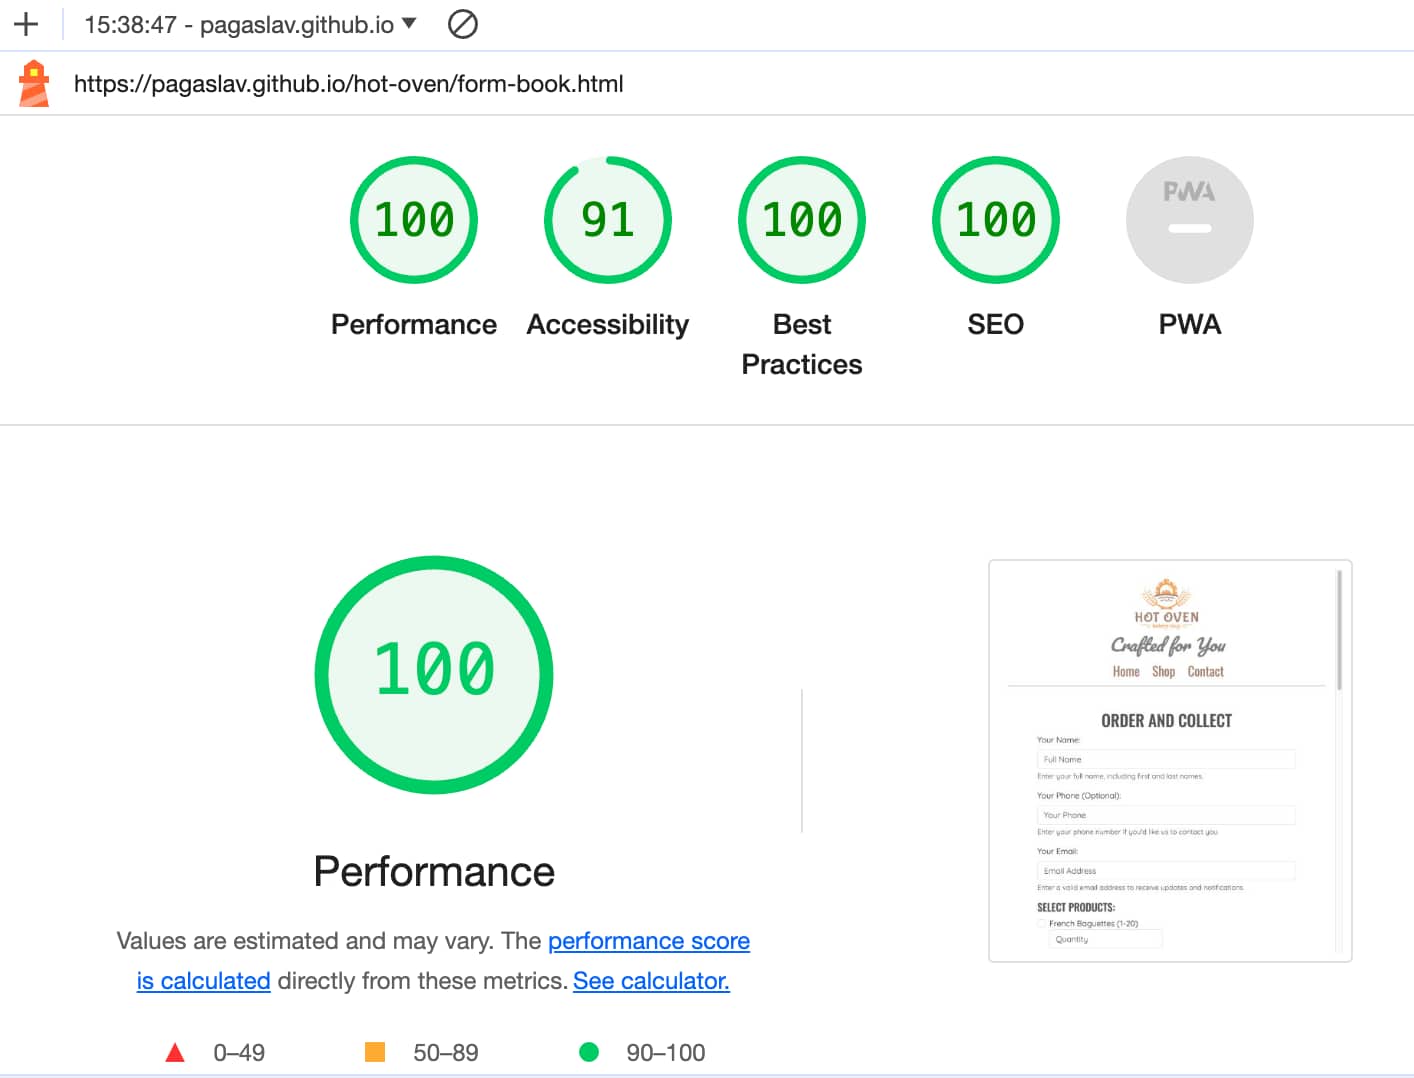 15:38:47 - pagaslav.github.io
https://pagaslav.github.io/hot-oven/form-book.html
100
91
100
100
PWA
Performance
Accessibility
Best
Practices
SEO
PWA
100
Performance
Values are estimated and may vary. The performance score
is calculated directly from these metrics. See calculator.
0–49
50–89
90–100
HOT OVEN
Crafted for You
Home Shop Contact
ORDER AND COLLECT
Your Name:
Full Name
Enter your full name, including first and last names.
Your Phone (Optional):
Your Phone
Enter your phone number if you'd like us to contact you
Your Email:
Email Address
Enter a valid email address to receive updates and notifications.
SELECT PRODUCTS:
French Baguettes (1-20)
Quantity